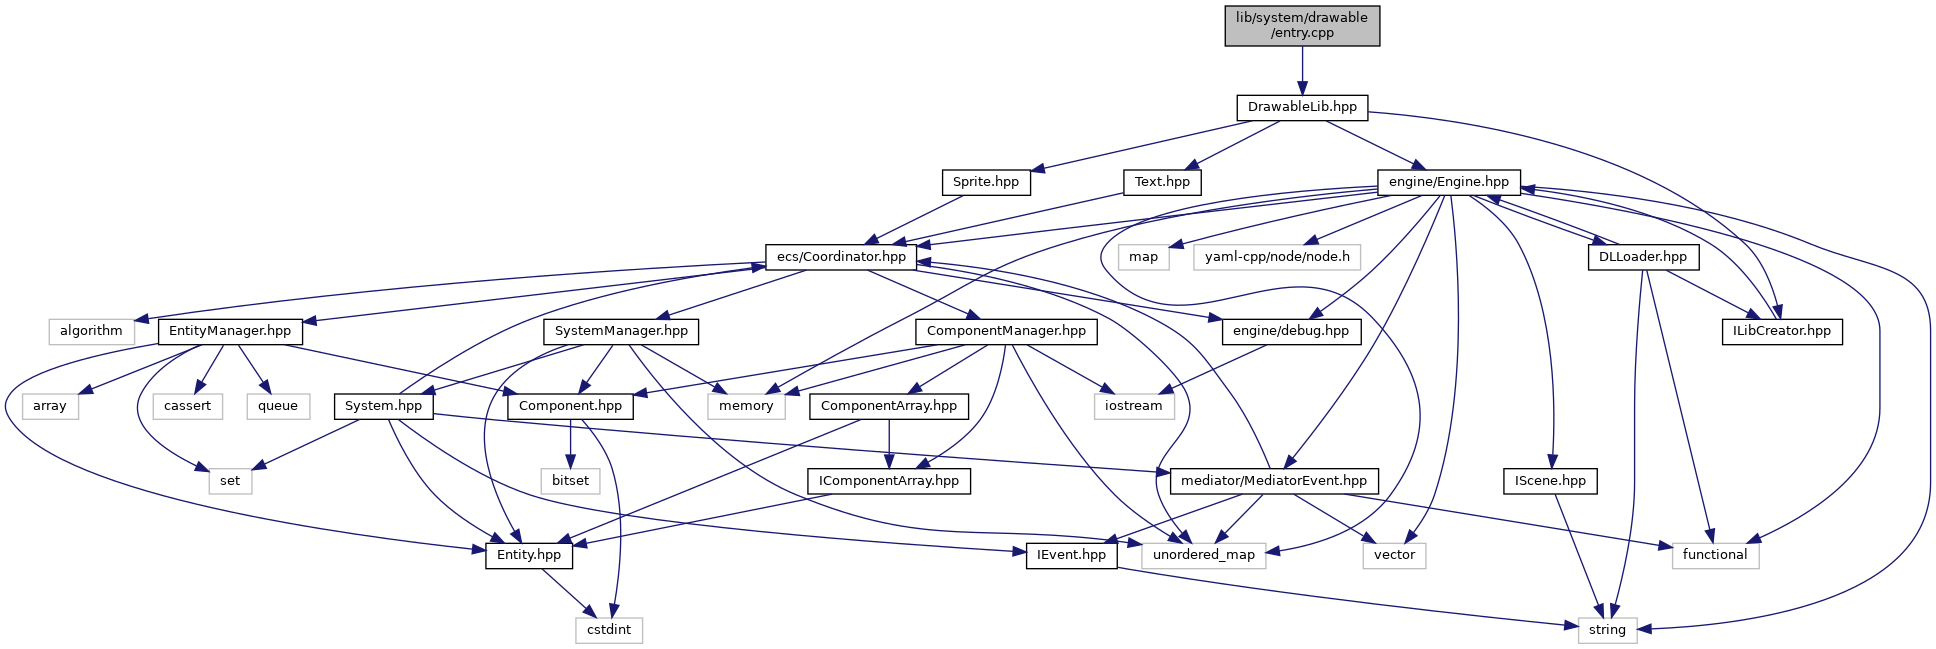 lib/system/drawable
/entry.cpp
DrawableLib.hpp
Sprite.hpp
Text.hpp
engine/Engine.hpp
ecs/Coordinator.hpp
map
yaml-cpp/node/node.h
DLLoader.hpp
algorithm
EntityManager.hpp
SystemManager.hpp
ComponentManager.hpp
engine/debug.hpp
ILibCreator.hpp
array
cassert
queue
System.hpp
Component.hpp
memory
ComponentArray.hpp
iostream
set
bitset
IComponentArray.hpp
mediator/MediatorEvent.hpp
IScene.hpp
Entity.hpp
IEvent.hpp
unordered_map
vector
functional
cstdint
string